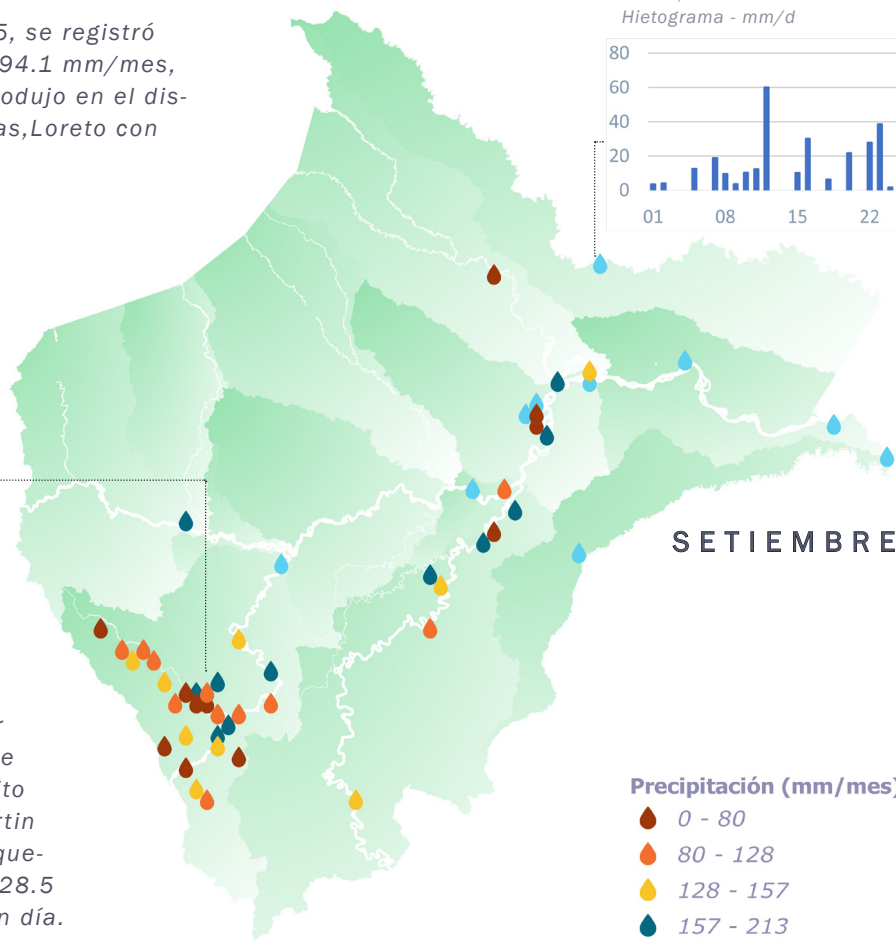 5, se registró
94.1 mm/mes,
odujo en el dis-
as,Loreto con
Hietograma - mm/d
80
60
40
20
0
01 08 15 22
SETIEMBRE
e
to
rtin
que-
28.5
n día.
Precipitación (mm/mes)
0 - 80
80 - 128
128 - 157
157 - 213